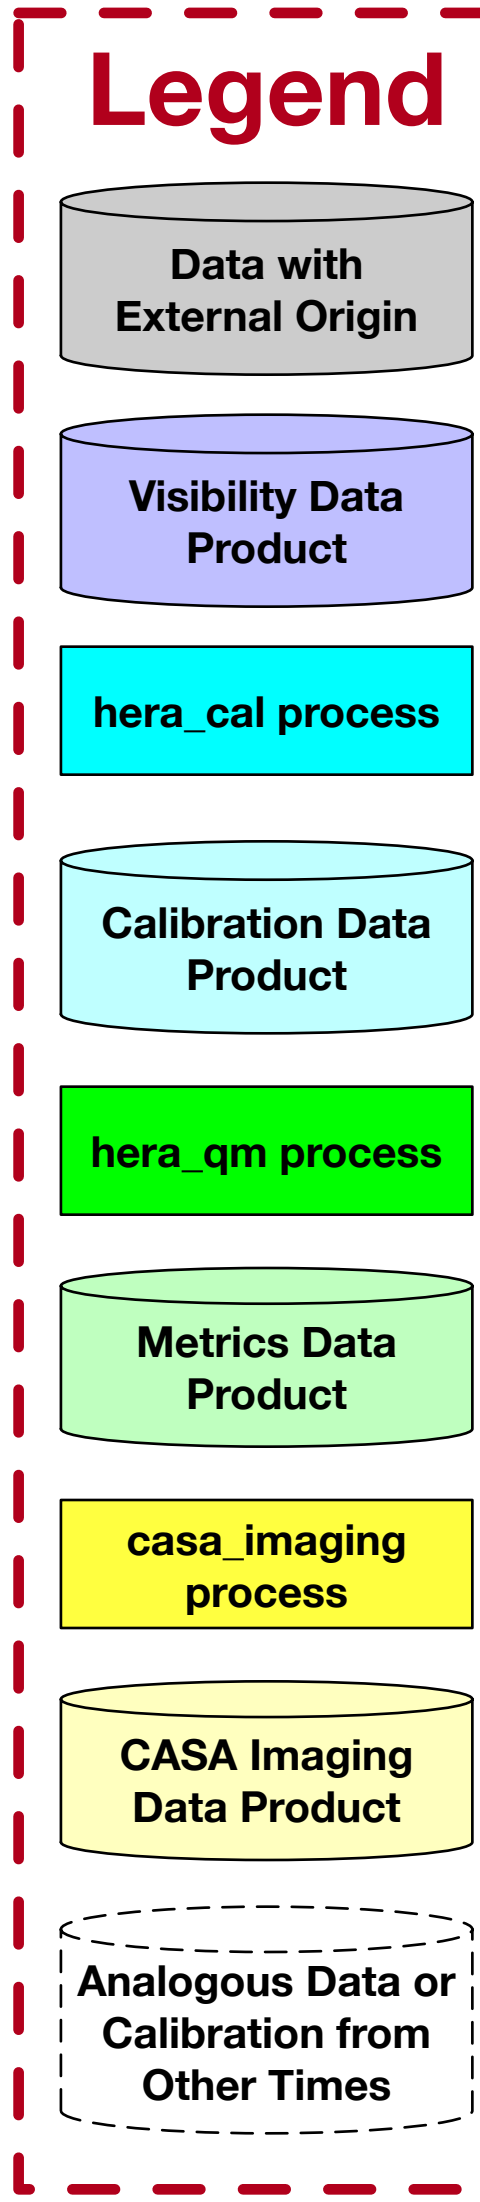 Legend
Data with
External Origin
Visibility Data
Product
hera_cal process
Calibration Data
Product
hera_qm process
Metrics Data
Product
casa_imaging
process
CASA Imaging
Data Product
Analogous Data or
Calibration from
Other Times